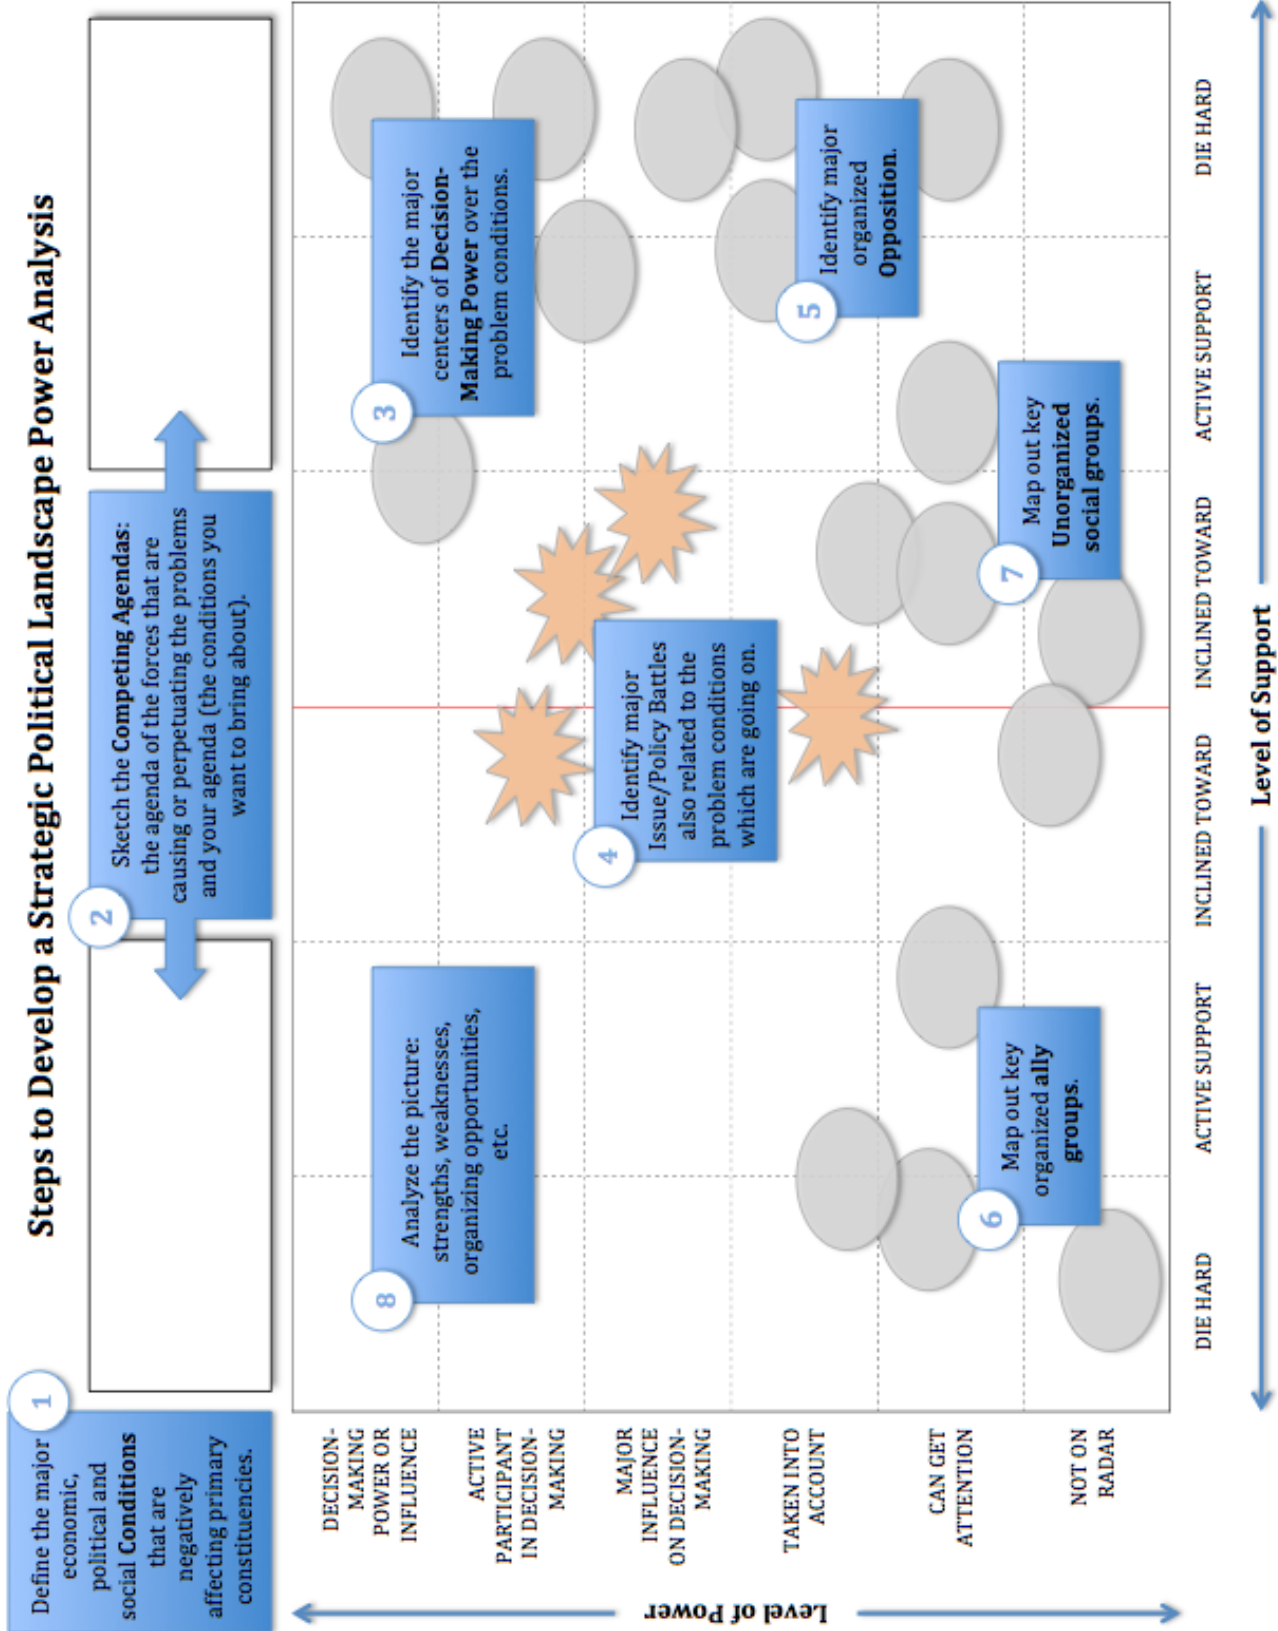 Steps to Develop a Strategic Political Landscape Power Analysis
1
Define the major
economic,
political and
social Conditions
that are
negatively
affecting primary
constituencies.
2
Sketch the Competing Agendas:
the agenda of the forces that are
causing or perpetuating the problems
and your agenda (the conditions you
want to bring about).
DECISION-
MAKING
POWER OR
INFLUENCE
ACTIVE
PARTICIPANT
IN DECISION-
MAKING
MAJOR
INFLUENCE
ON DECISION-
MAKING
TAKEN INTO
ACCOUNT
CAN GET
ATTENTION
NOT ON
RADAR
Level of Power
8
Analyze the picture:
strengths, weaknesses,
organizing opportunities,
etc.
3
Identify the major
centers of Decision-
Making Power over the
problem conditions.
4
Identify major
Issue/Policy Battles
also related to the
problem conditions
which are going on.
5
Identify major
organized
Opposition.
6
Map out key
organized ally
groups.
7
Map out key
Unorganized
social groups.
DIE HARD
ACTIVE SUPPORT
INCLINED TOWARD
INCLINED TOWARD
ACTIVE SUPPORT
DIE HARD
Level of Support